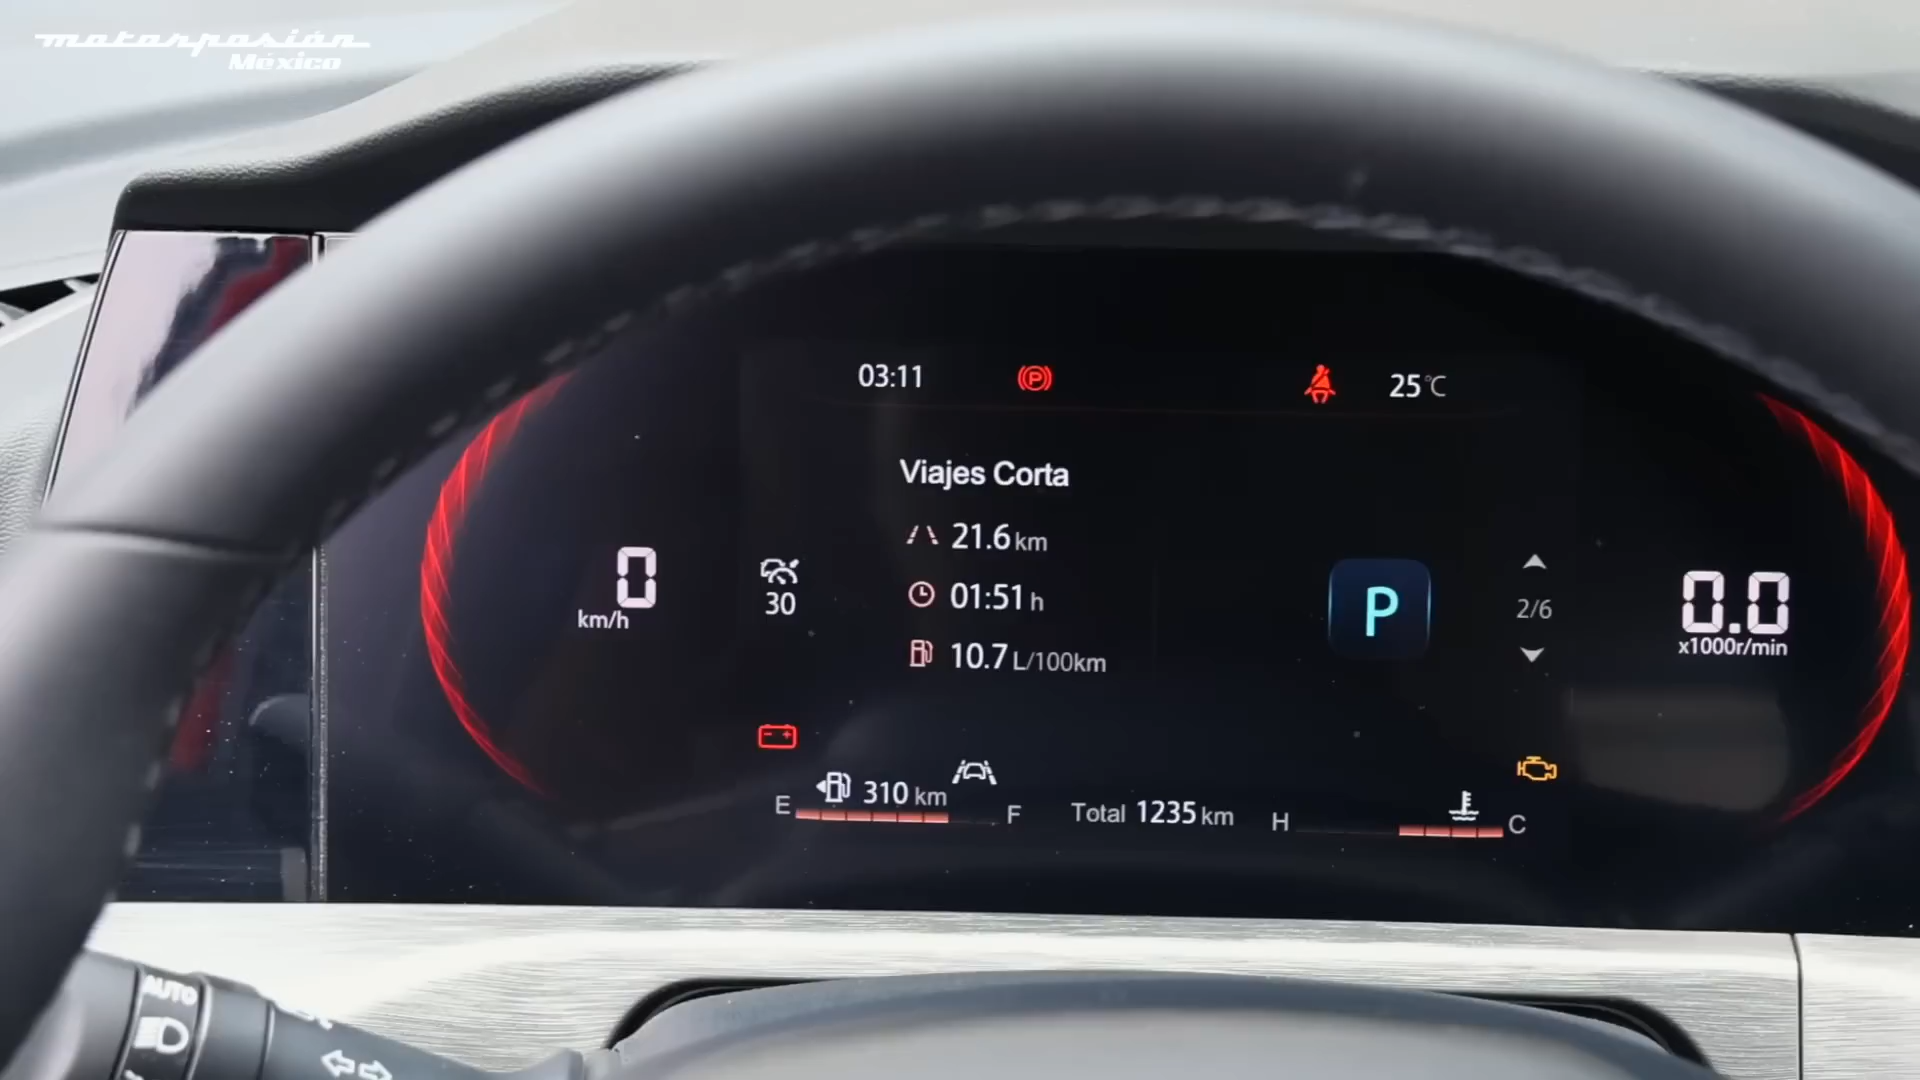 motorpasión
México
03:11
25°C
Viajes Corta
21.6 km
01:51 h
10.7 L/100km
0
km/h
30
P
2/6
0.0
x1000r/min
E
310 km
F
Total 1235 km
H
C
AUTO